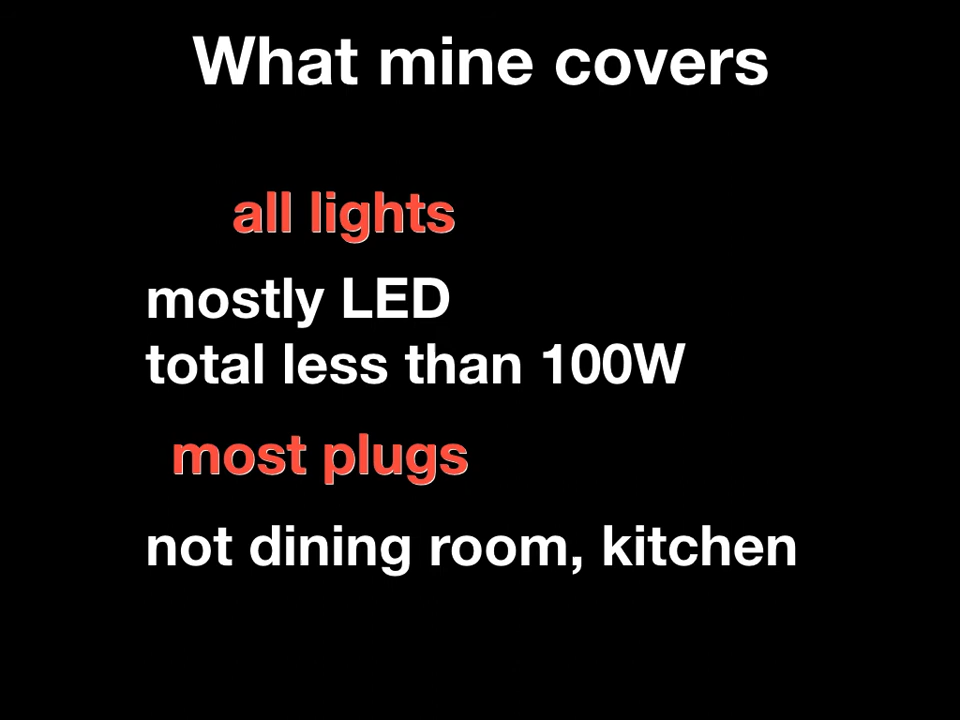 What mine covers
all lights
mostly LED
total less than 100W
most plugs
not dining room, kitchen